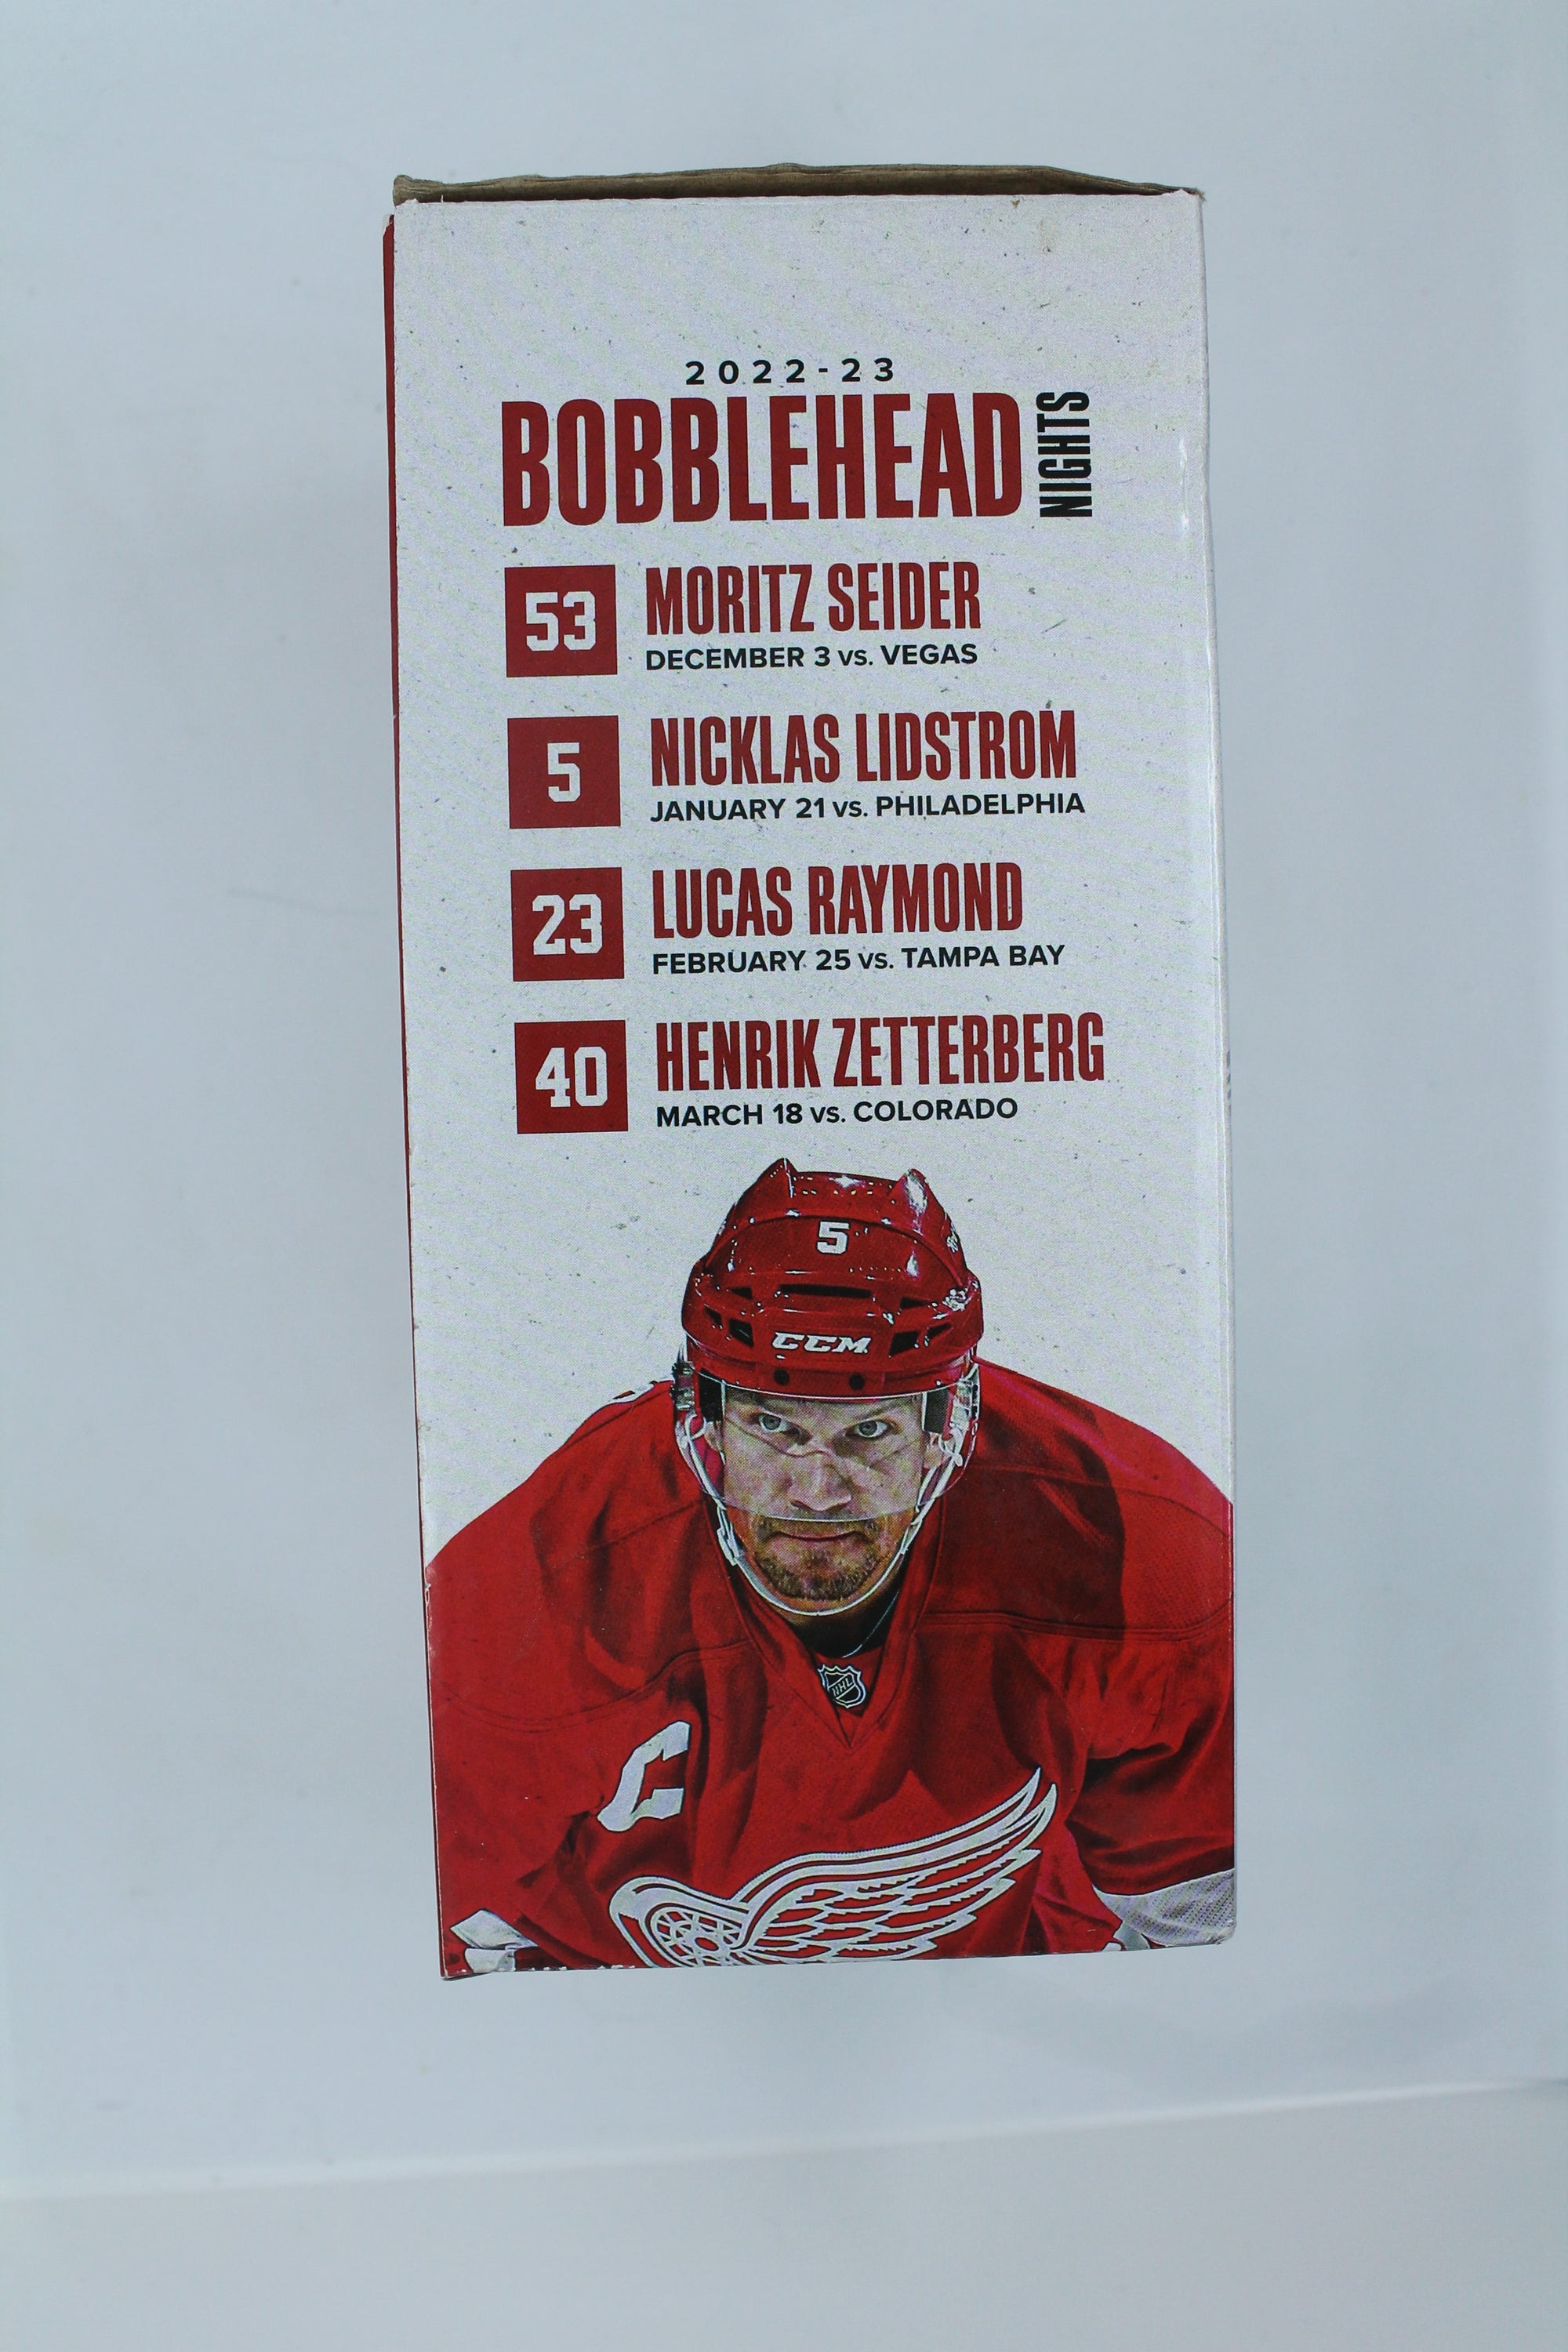 2022-23
BOBBLEHEAD NIGHTS
53 MORITZ SEIDER
DECEMBER 3 VS. VEGAS
5 NICKLAS LIDSTROM
JANUARY 21 VS. PHILADELPHIA
23 LUCAS RAYMOND
FEBRUARY 25 VS. TAMPA BAY
40 HENRIK ZETTERBERG
MARCH 18 VS. COLORADO
5
CCM
NHL
C